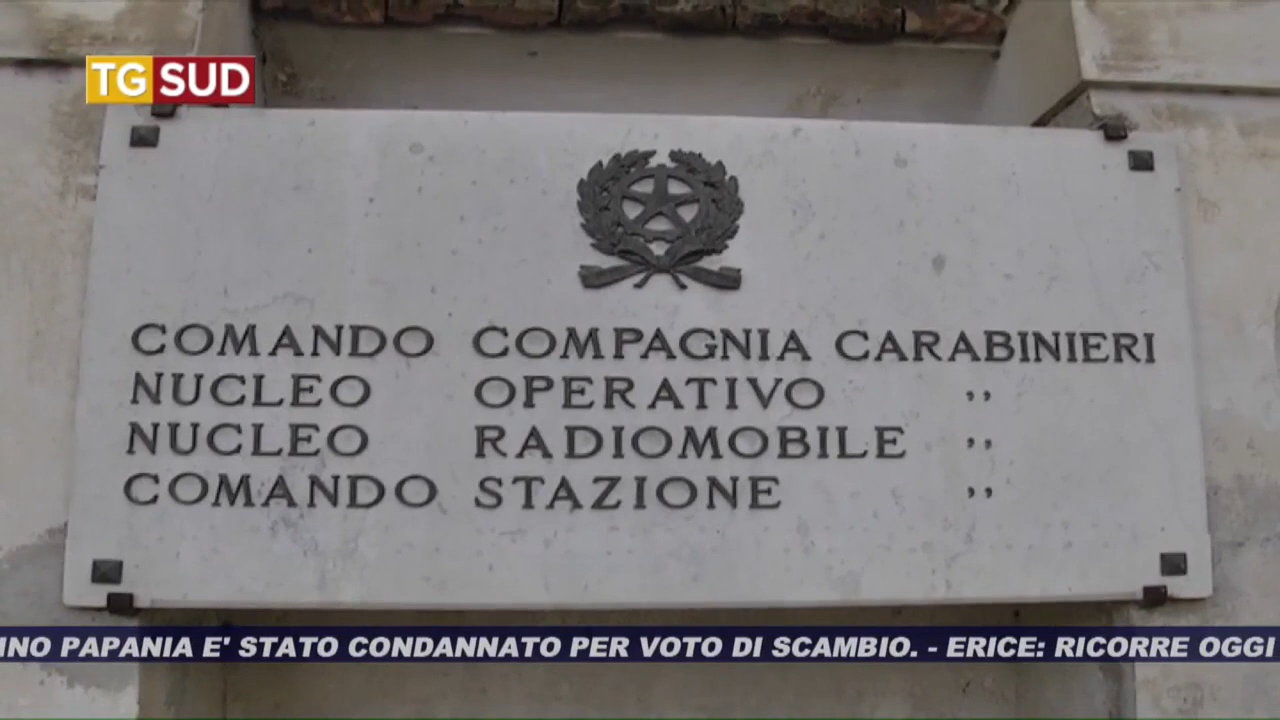 TG SUD
COMANDO COMPAGNIA CARABINIERI
NUCLEO OPERATIVO ,,
NUCLEO RADIOMOBILE ,,
COMANDO STAZIONE ,,
INO PAPANIA E' STATO CONDANNATO PER VOTO DI SCAMBIO. - ERICE: RICORRE OGGI